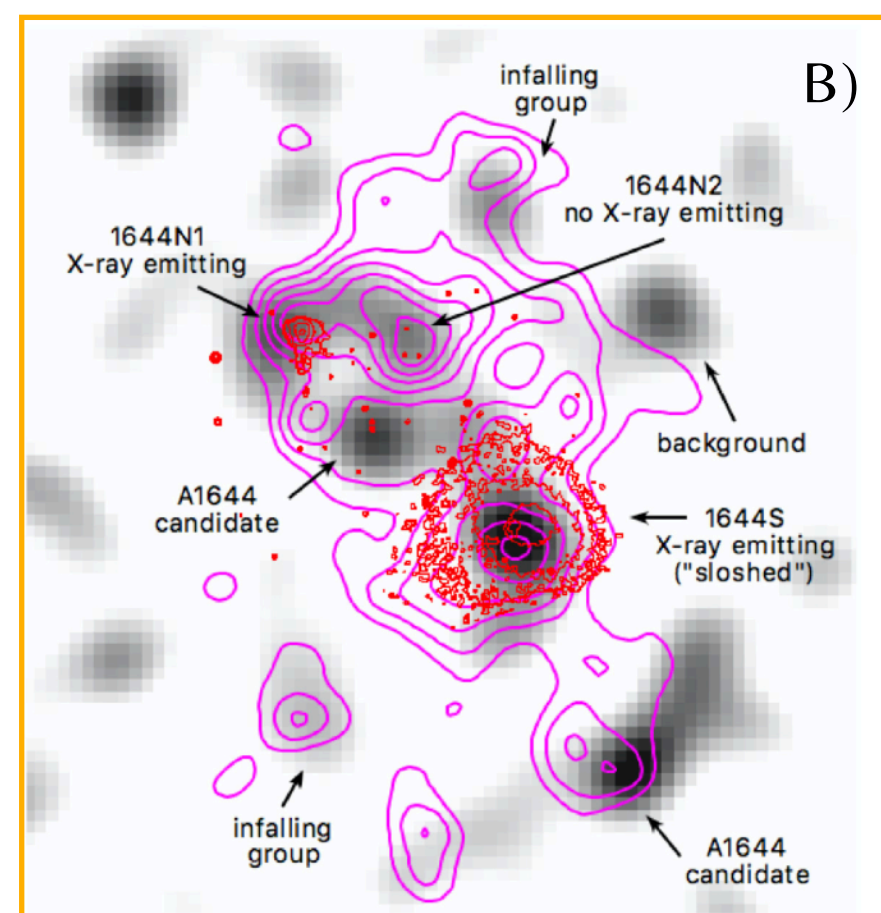 B)
infalling
group
1644N2
no X-ray emitting
1644N1
X-ray emitting
background
A1644
candidate
1644S
X-ray emitting
("sloshed")
infalling
group
A1644
candidate